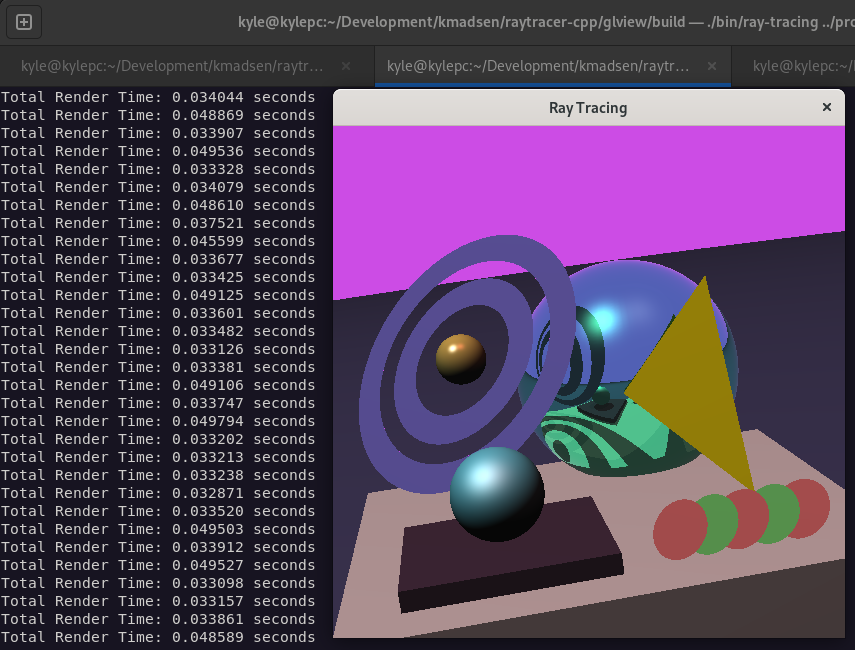 kyle@kylepc:~/Development/kmadsen/raytracer-cpp/glview/build — ./bin/ray-tracing ../pro
kyle@kylepc:~/Development/kmadsen/raytr...
kyle@kylepc:~/Development/kmadsen/raytr...
kyle@kylepc:~/
Ray Tracing
Total Render Time: 0.034044 seconds
Total Render Time: 0.048869 seconds
Total Render Time: 0.033907 seconds
Total Render Time: 0.049536 seconds
Total Render Time: 0.033328 seconds
Total Render Time: 0.034079 seconds
Total Render Time: 0.048610 seconds
Total Render Time: 0.037521 seconds
Total Render Time: 0.045599 seconds
Total Render Time: 0.033677 seconds
Total Render Time: 0.033425 seconds
Total Render Time: 0.049125 seconds
Total Render Time: 0.033601 seconds
Total Render Time: 0.033482 seconds
Total Render Time: 0.033126 seconds
Total Render Time: 0.033381 seconds
Total Render Time: 0.049106 seconds
Total Render Time: 0.033747 seconds
Total Render Time: 0.049794 seconds
Total Render Time: 0.033202 seconds
Total Render Time: 0.033213 seconds
Total Render Time: 0.033238 seconds
Total Render Time: 0.032871 seconds
Total Render Time: 0.033520 seconds
Total Render Time: 0.049503 seconds
Total Render Time: 0.033912 seconds
Total Render Time: 0.049527 seconds
Total Render Time: 0.033098 seconds
Total Render Time: 0.033157 seconds
Total Render Time: 0.033861 seconds
Total Render Time: 0.048589 seconds